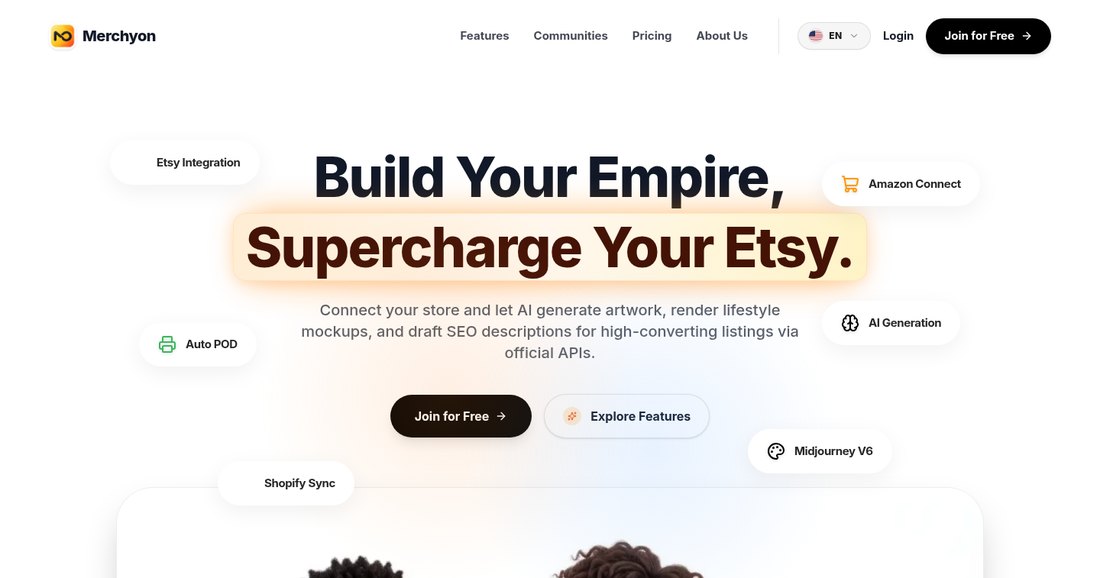 Merchyon
Features
Communities
Pricing
About Us
EN
Login
Join for Free
Etsy Integration
Build Your Empire,
Amazon Connect
Supercharge Your Etsy.
Connect your store and let AI generate artwork, render lifestyle
mockups, and draft SEO descriptions for high-converting listings via
official APIs.
AI Generation
Auto POD
Join for Free
Explore Features
Midjourney V6
Shopify Sync